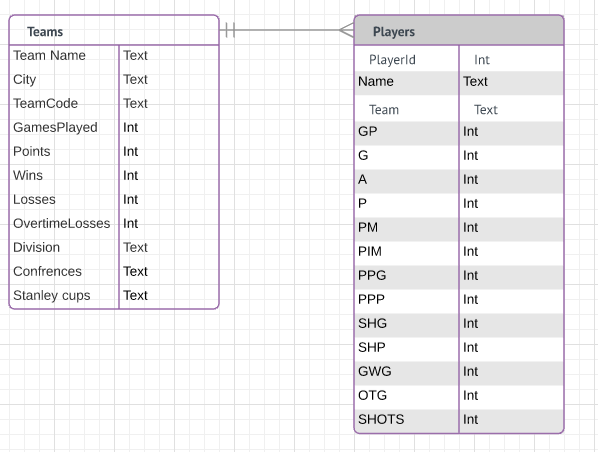 Teams
Team Name Text
City Text
TeamCode Text
GamesPlayed Int
Points Int
Wins Int
Losses Int
OvertimeLosses Int
Division Text
Confrences Text
Stanley cups Text
Players
PlayerId Int
Name Text
Team Text
GP Int
G Int
A Int
P Int
PM Int
PIM Int
PPG Int
PPP Int
SHG Int
SHP Int
GWG Int
OTG Int
SHOTS Int